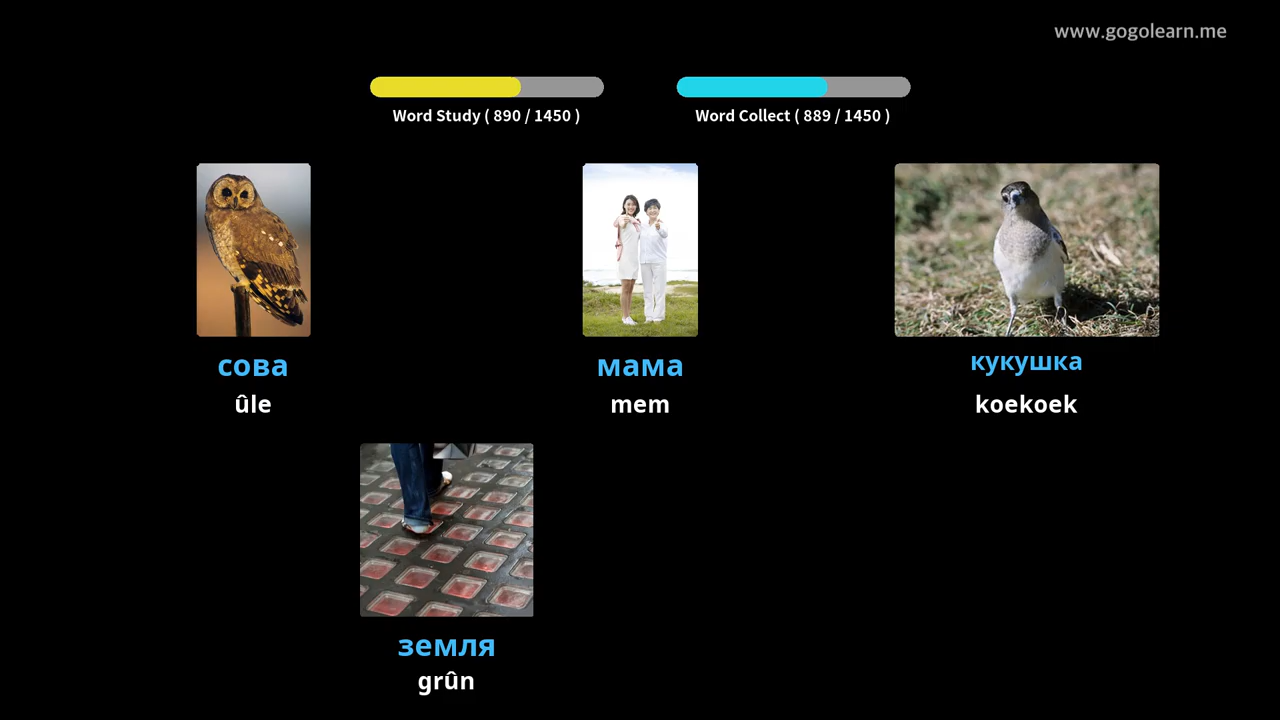 www.gogolearn.me
Word Study ( 890 / 1450 )
Word Collect ( 889 / 1450 )
сова
ûle
мама
mem
кукушка
koekoek
земля
grûn